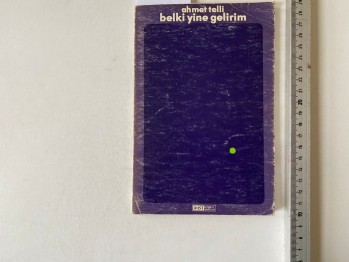 ahmet telli
belki yine gelirim